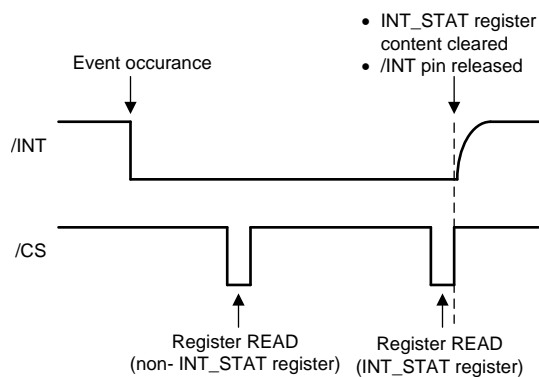 • INT_STAT register
content cleared
• /INT pin released
Event occurance
/INT
/CS
Register READ
(non- INT_STAT register)
Register READ
(INT_STAT register)